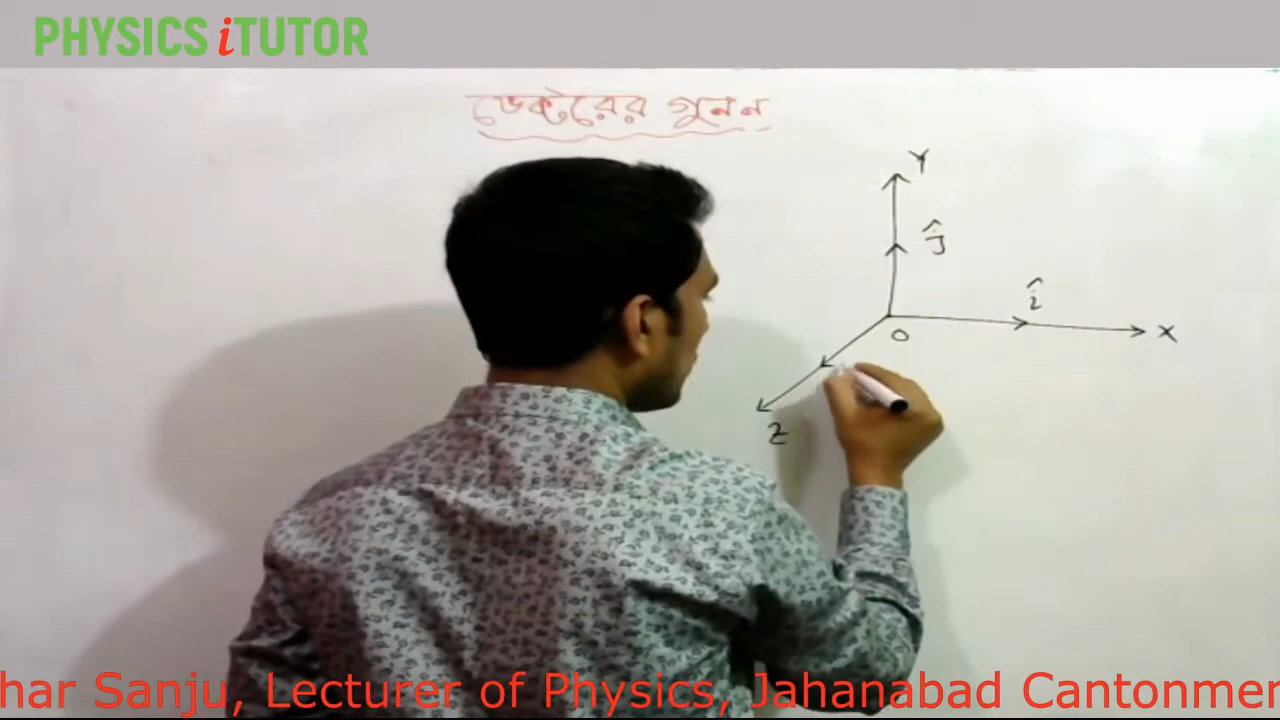 PHYSICS iTUTOR
ভেক্টরের গুনন
Y
ĵ
î
X
O
Z
har Sanju, Lecturer of Physics, Jahanabad Cantonmen